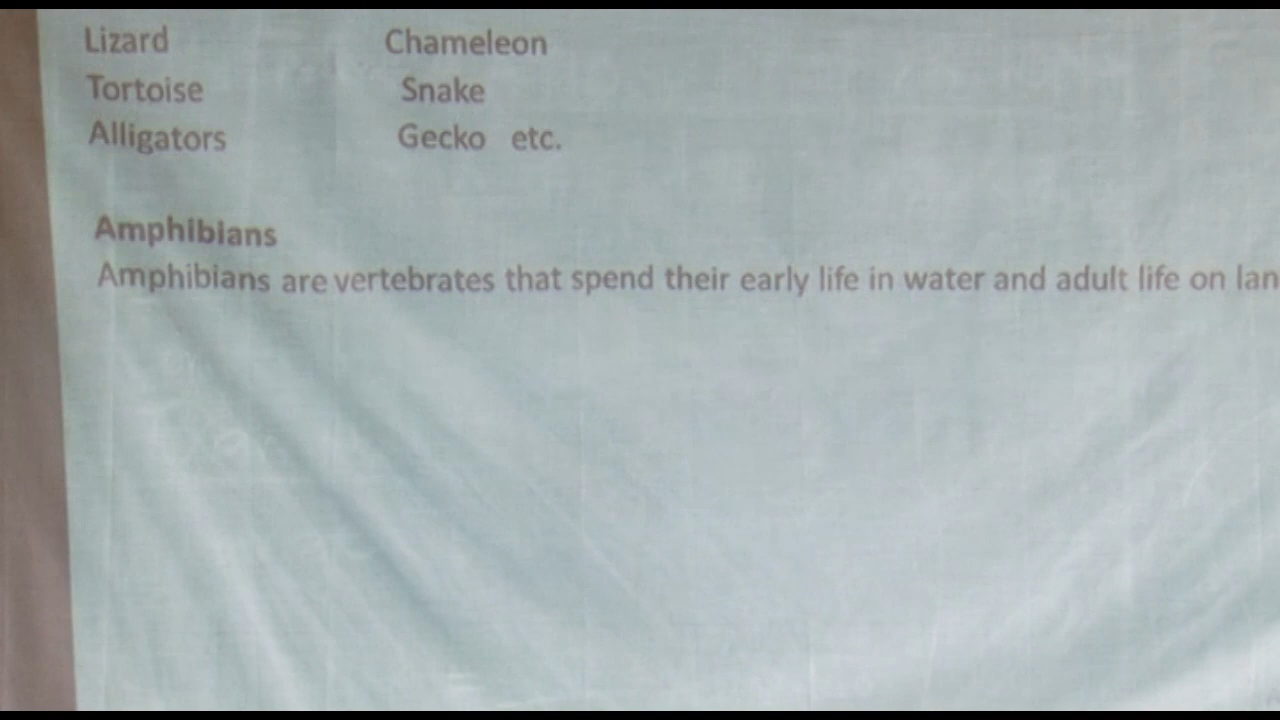 Lizard Chameleon
Tortoise Snake
Alligators Gecko etc.
Amphibians
Amphibians are vertebrates that spend their early life in water and adult life on lan